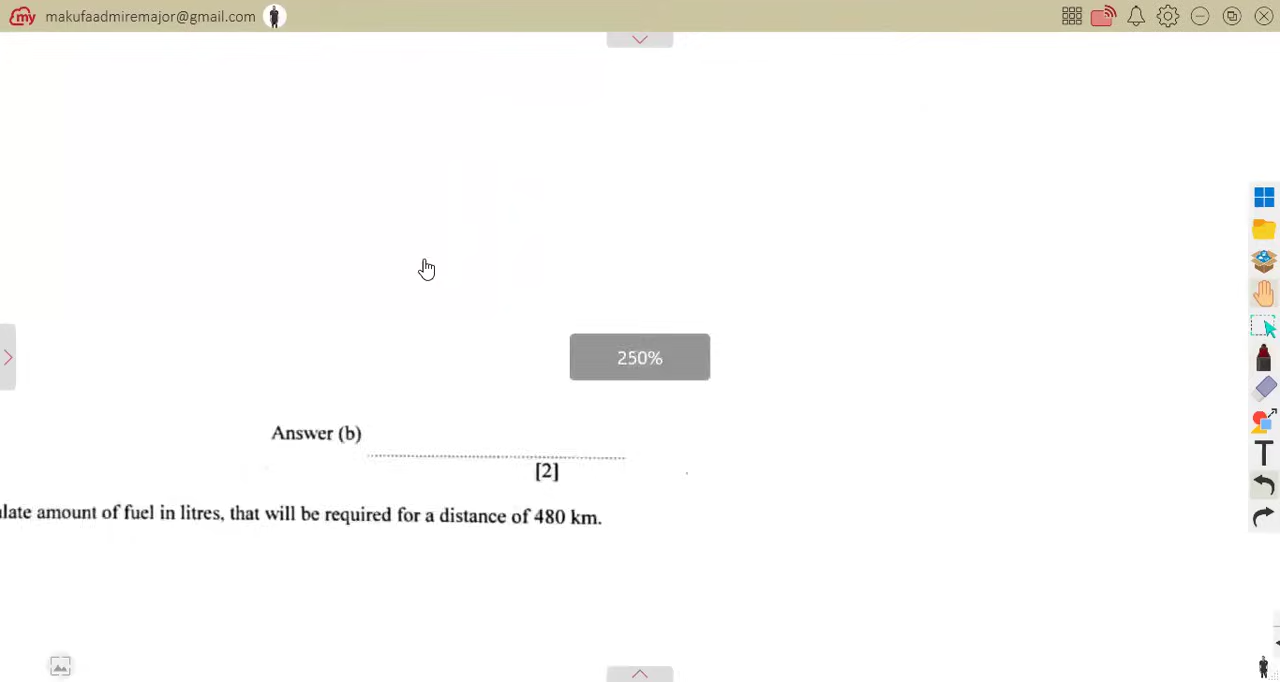 my makufaadmiremajor@gmail.com
250%
Answer (b)
[2]
late amount of fuel in litres, that will be required for a distance of 480 km.
T